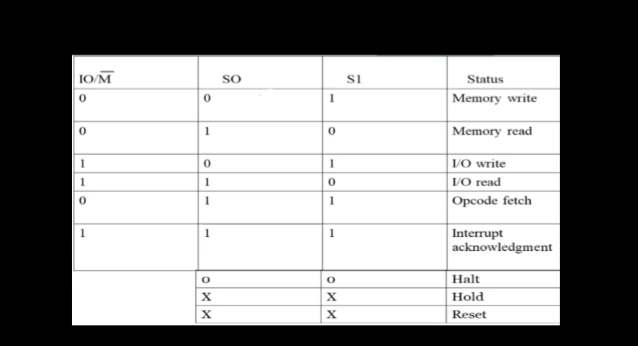 IO/M̅ SO S1 Status
0 0 1 Memory write
0 1 0 Memory read
1 0 1 I/O write
1 1 0 I/O read
0 1 1 Opcode fetch
1 1 1 Interrupt
acknowledgment
o o Halt
X X Hold
X X Reset